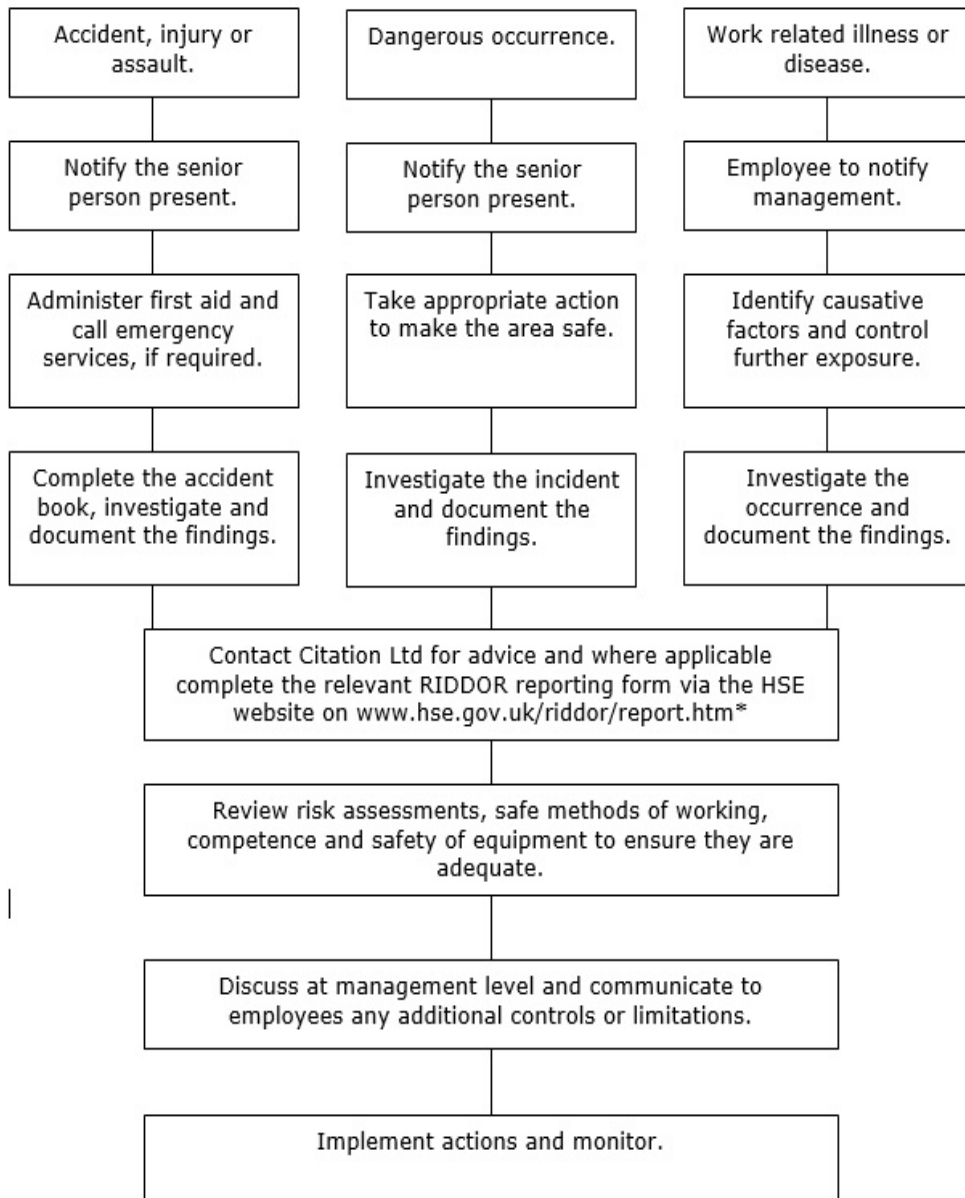 Accident, injury or
assault.
Dangerous occurrence.
Work related illness or
disease.
Notify the senior
person present.
Notify the senior
person present.
Employee to notify
management.
Administer first aid and
call emergency
services, if required.
Take appropriate action
to make the area safe.
Identify causative
factors and control
further exposure.
Complete the accident
book, investigate and
document the findings.
Investigate the incident
and document the
findings.
Investigate the
occurrence and
document the findings.
Contact Citation Ltd for advice and where applicable
complete the relevant RIDDOR reporting form via the HSE
website on www.hse.gov.uk/riddor/report.htm*
Review risk assessments, safe methods of working,
competence and safety of equipment to ensure they are
adequate.
Discuss at management level and communicate to
employees any additional controls or limitations.
Implement actions and monitor.